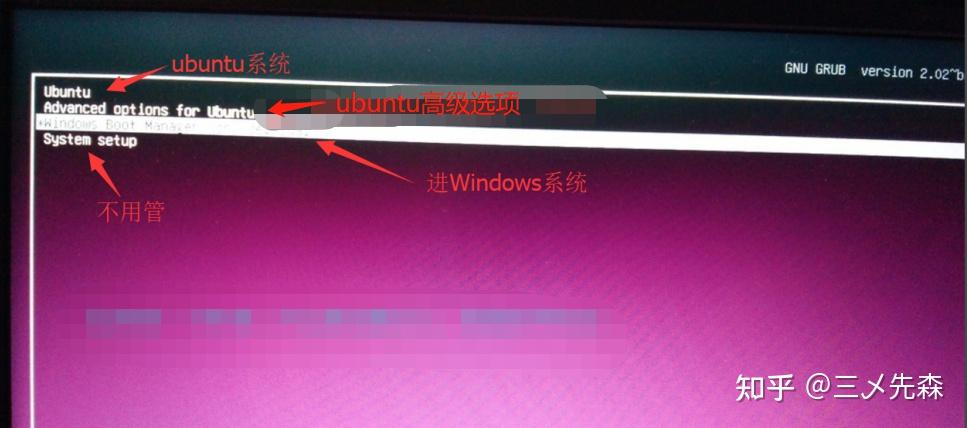 ubuntu系统
GNU GRUB version 2.02~b
Ubuntu
Advanced options for Ubuntu
ubuntu高级选项
*Windows Boot Manager
System setup
进Windows系统
不用管
知乎 @三乄先森